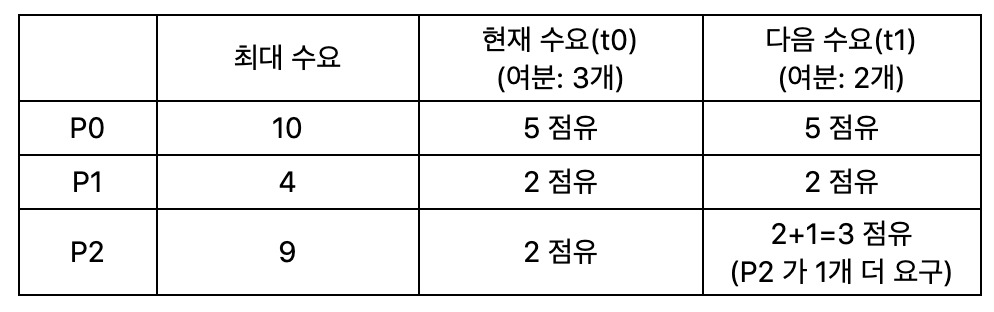 최대 수요
현재 수요(t0)
(여분: 3개)
다음 수요(t1)
(여분: 2개)
P0
10
5 점유
5 점유
P1
4
2 점유
2 점유
P2
9
2 점유
2+1=3 점유
(P2 가 1개 더 요구)